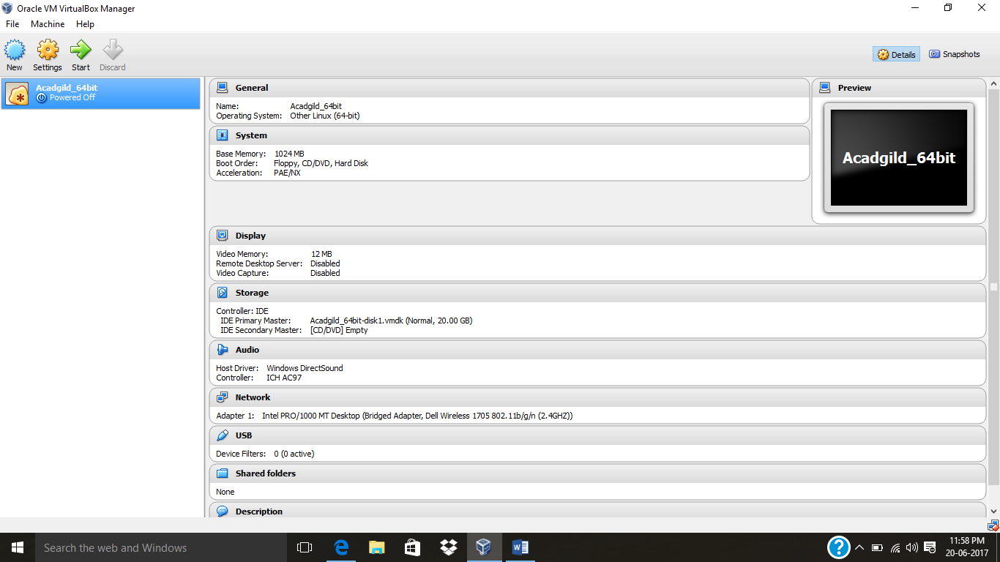 Oracle VM VirtualBox Manager
File Machine Help
New Settings Start Discard
Details Snapshots
Acadgild_64bit
Powered Off
General
Name: Acadgild_64bit
Operating System: Other Linux (64-bit)
System
Base Memory: 1024 MB
Boot Order: Floppy, CD/DVD, Hard Disk
Acceleration: PAE/NX
Preview
Acadgild_64bit
Display
Video Memory: 12 MB
Remote Desktop Server: Disabled
Video Capture: Disabled
Storage
Controller: IDE
IDE Primary Master: Acadgild_64bit-disk1.vmdk (Normal, 20.00 GB)
IDE Secondary Master: [CD/DVD] Empty
Audio
Host Driver: Windows DirectSound
Controller: ICH AC97
Network
Adapter 1: Intel PRO/1000 MT Desktop (Bridged Adapter, Dell Wireless 1705 802.11b/g/n (2.4GHZ))
USB
Device Filters: 0 (0 active)
Shared folders
None
Description
Search the web and Windows
11:58 PM
20-06-2017